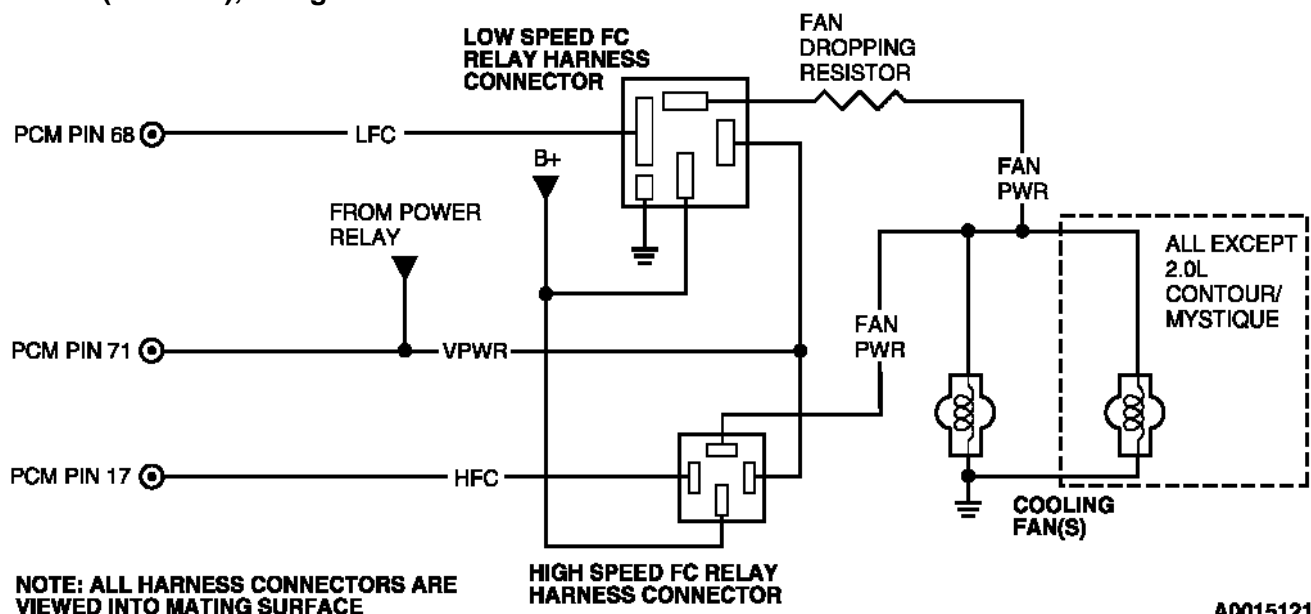 LOW SPEED FC
RELAY HARNESS
CONNECTOR
FAN
DROPPING
RESISTOR
PCM PIN 68
LFC
B+
FAN
PWR
FROM POWER
RELAY
ALL EXCEPT
2.0L
CONTOUR/
MYSTIQUE
FAN
PWR
PCM PIN 71
VPWR
PCM PIN 17
HFC
COOLING
FAN(S)
HIGH SPEED FC RELAY
HARNESS CONNECTOR
NOTE: ALL HARNESS CONNECTORS ARE
VIEWED INTO MATING SURFACE
A0015121